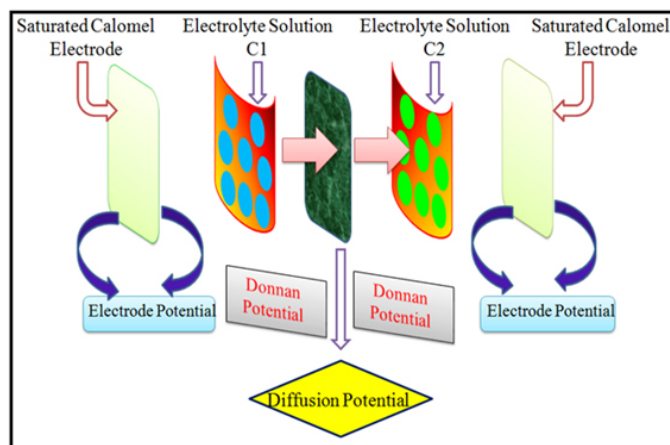 Saturated Calomel
Electrode
Electrolyte Solution
C1
Electrolyte Solution
C2
Saturated Calomel
Electrode
Donnan
Potential
Donnan
Potential
Electrode Potential
Electrode Potential
Diffusion Potential